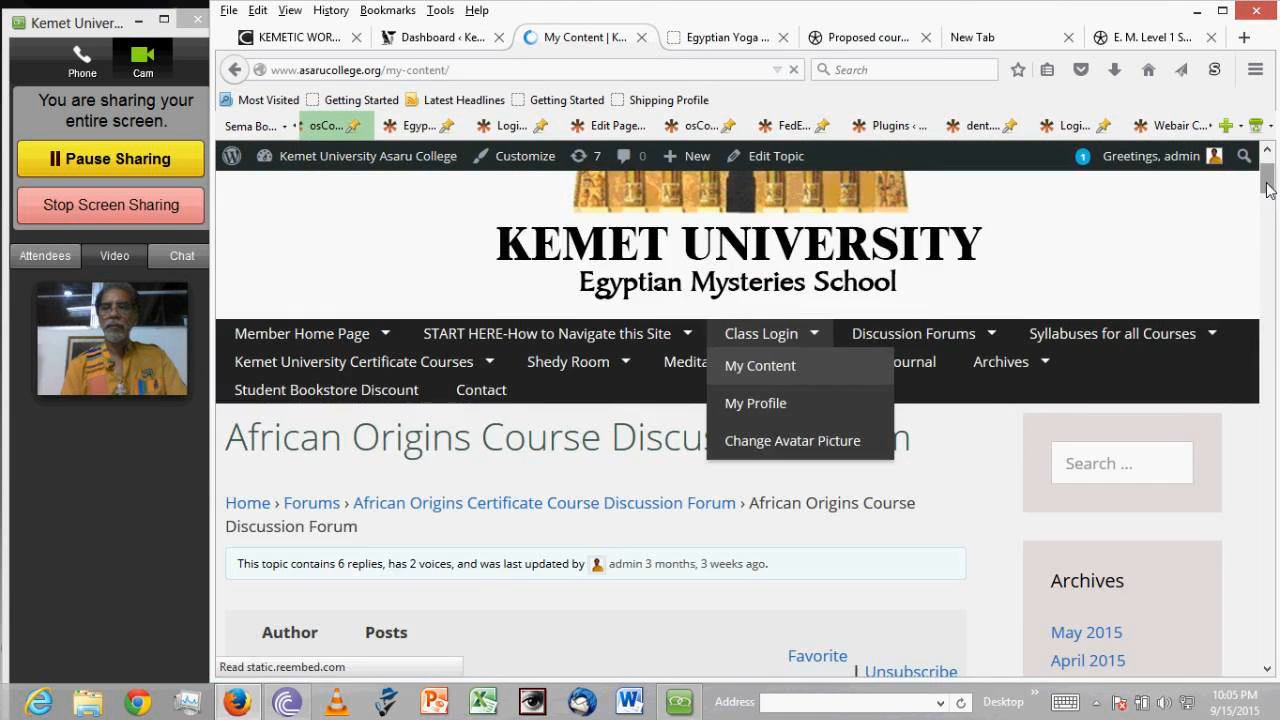 Kemet Univer...
File Edit View History Bookmarks Tools Help
KEMETIC WOR...
Dashboard ‹ Ke...
My Content | K...
Egyptian Yoga ...
Proposed cour...
New Tab
E. M. Level 1 S...
Phone
Cam
www.asarucollege.org/my-content/
Search
You are sharing your
entire screen.
Most Visited Getting Started Latest Headlines Getting Started Shipping Profile
Sema Bo... osCo... Egyp... Logi... Edit Page... osCo... FedE... Plugins ‹ ... dent.... Logi... Webair C...
Pause Sharing
Kemet University Asaru College Customize 7 0 New Edit Topic 1 Greetings, admin
Stop Screen Sharing
Attendees Video Chat
KEMET UNIVERSITY
Egyptian Mysteries School
Member Home Page START HERE-How to Navigate this Site Class Login Discussion Forums Syllabuses for all Courses
Kemet University Certificate Courses Shedy Room Medita ournal Archives
My Content
Student Bookstore Discount Contact
My Profile
Change Avatar Picture
African Origins Course Discus m
Search ...
Home › Forums › African Origins Certificate Course Discussion Forum › African Origins Course
Discussion Forum
This topic contains 6 replies, has 2 voices, and was last updated by admin 3 months, 3 weeks ago.
Archives
Author Posts
May 2015
Favorite
April 2015
| Unsubscribe
Read static.reembed.com
Address
Desktop
10:05 PM
9/15/2015